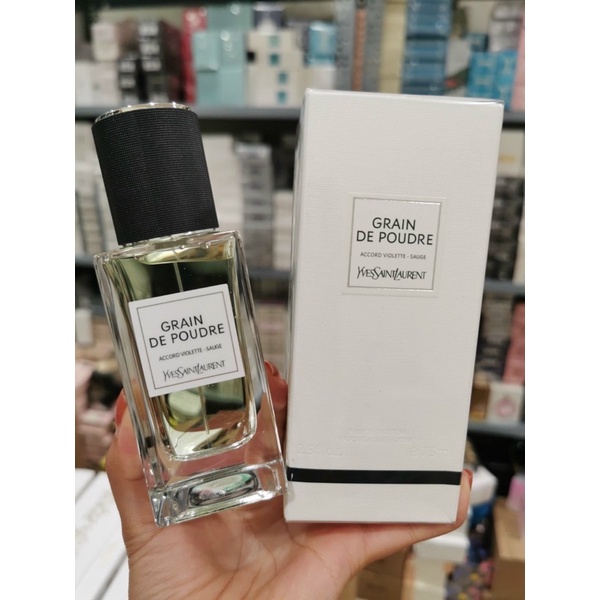 GRAIN
DE POUDRE
ACCORD VIOLETTE - SAUGE
YVESSAINTLAURENT
GRAIN
DE POUDRE
ACCORD VIOLETTE - SAUGE
YVESSAINTLAURENT